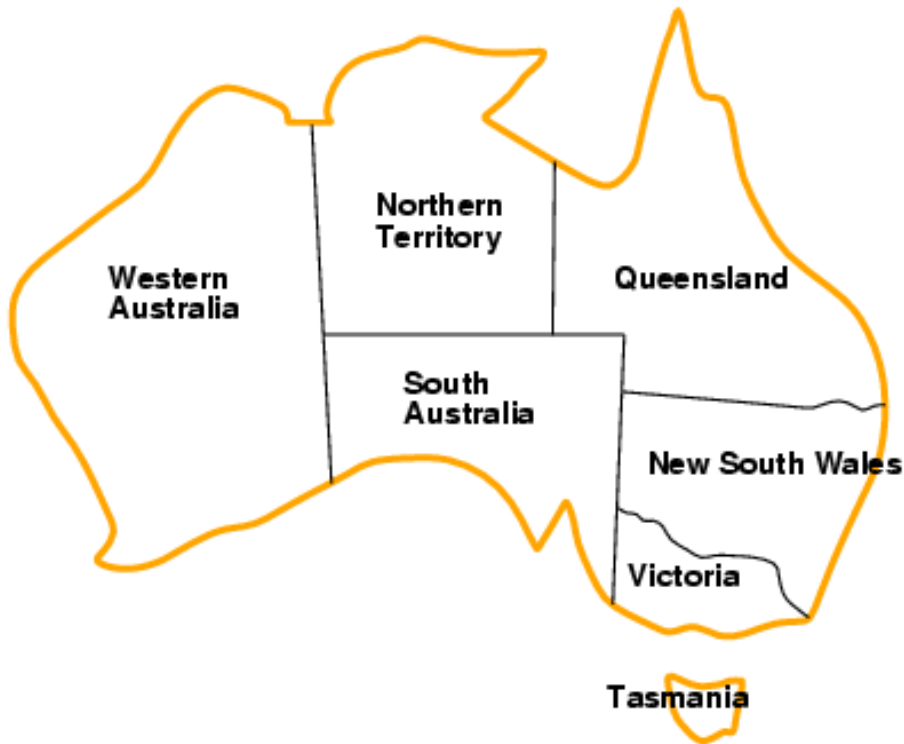 Northern
Territory
Western
Australia
Queensland
South
Australia
New South Wales
Victoria
Tasmania